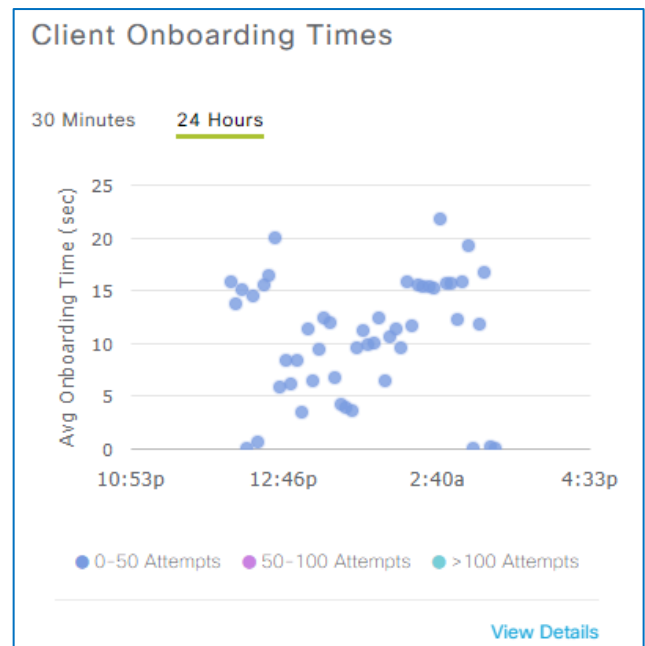 Client Onboarding Times
30 Minutes 24 Hours
Avg Onboarding Time (sec)
25
20
15
10
5
0
10:53p 12:46p 2:40a 4:33p
0-50 Attempts 50-100 Attempts >100 Attempts
View Details